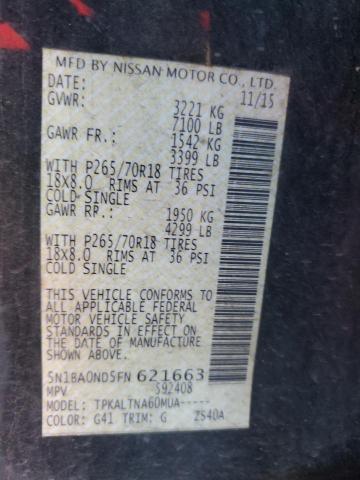 MFD BY NISSAN MOTOR CO., LTD.
DATE: 11/15
GVWR: 3221 KG
7100 LB
GAWR FR.: 1542 KG
3399 LB
WITH P265/70R18 TIRES
18X8.0 RIMS AT 36 PSI
COLD SINGLE
GAWR RP.: 1950 KG
4299 LB
WITH P265/70R18 TIRES
18X8.0 RIMS AT 36 PSI
COLD SINGLE
THIS VEHICLE CONFORMS TO
ALL APPLICABLE FEDERAL
MOTOR VEHICLE SAFETY
STANDARDS IN EFFECT ON
THE DATE OF MANUFACTURE
SHOWN ABOVE.
5N1BA0ND5FN 621663
MPV S92408
MODEL: TPKALTNA60MUA-----
COLOR: G41 TRIM: G Z540A